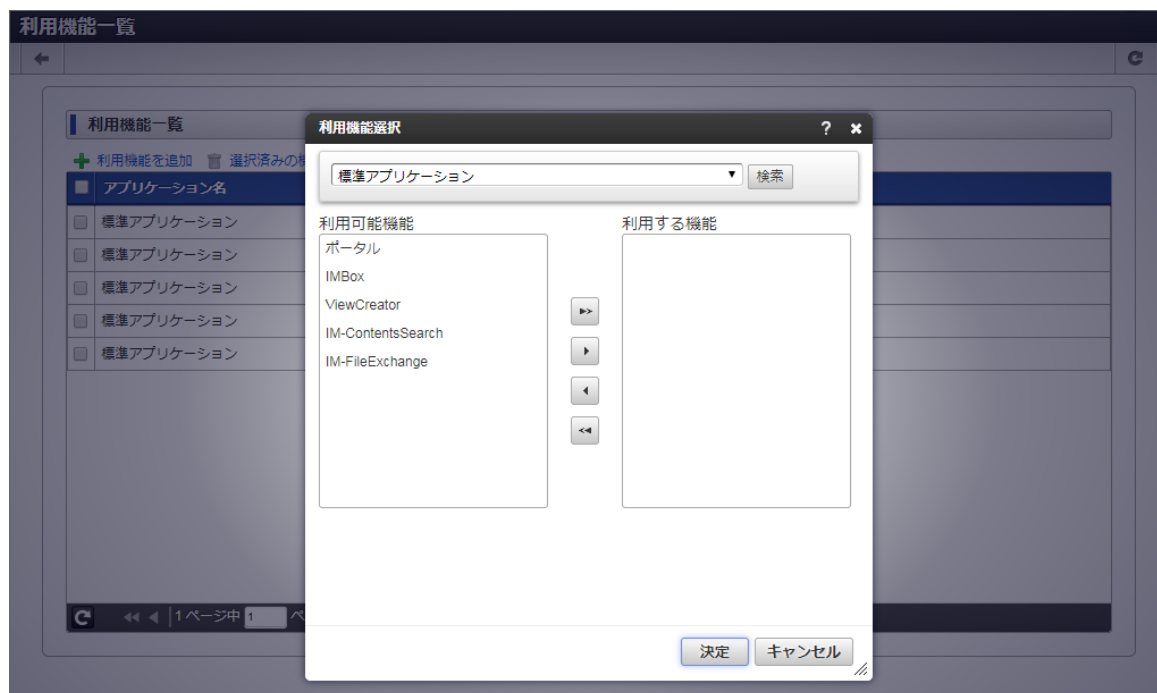 利用機能一覧
利用機能一覧
利用機能を追加 選択済みの
アプリケーション名
標準アプリケーション
標準アプリケーション
標準アプリケーション
標準アプリケーション
標準アプリケーション
1 ページ中 1
利用機能選択 ?
標準アプリケーション 検索
利用可能機能 利用する機能
ポータル
IMBox
ViewCreator
IM-ContentsSearch
IM-FileExchange
決定 キャンセル